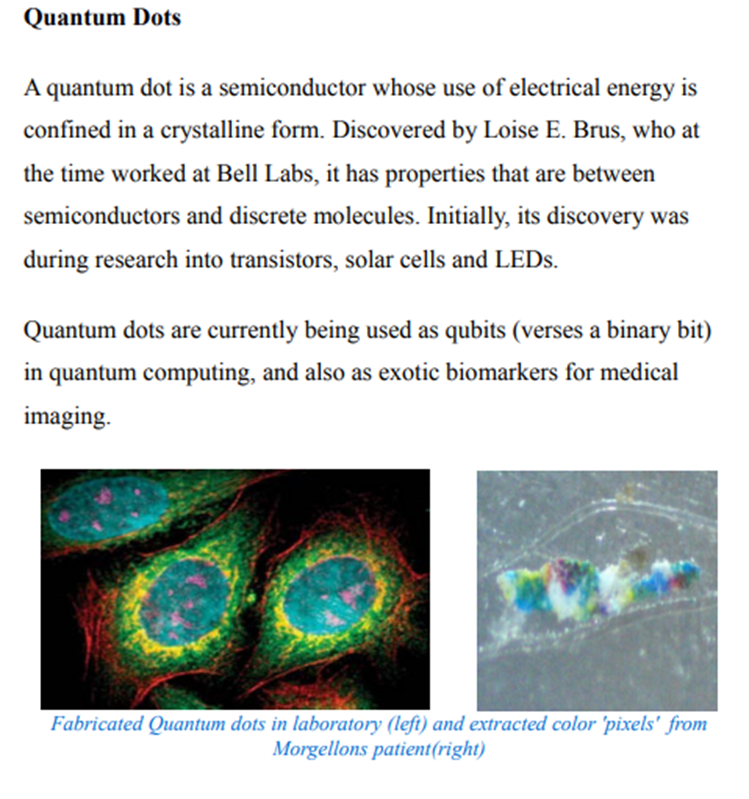 Quantum Dots
A quantum dot is a semiconductor whose use of electrical energy is
confined in a crystalline form. Discovered by Loise E. Brus, who at
the time worked at Bell Labs, it has properties that are between
semiconductors and discrete molecules. Initially, its discovery was
during research into transistors, solar cells and LEDs.
Quantum dots are currently being used as qubits (verses a binary bit)
in quantum computing, and also as exotic biomarkers for medical
imaging.
Fabricated Quantum dots in laboratory (left) and extracted color 'pixels' from
Morgellons patient(right)